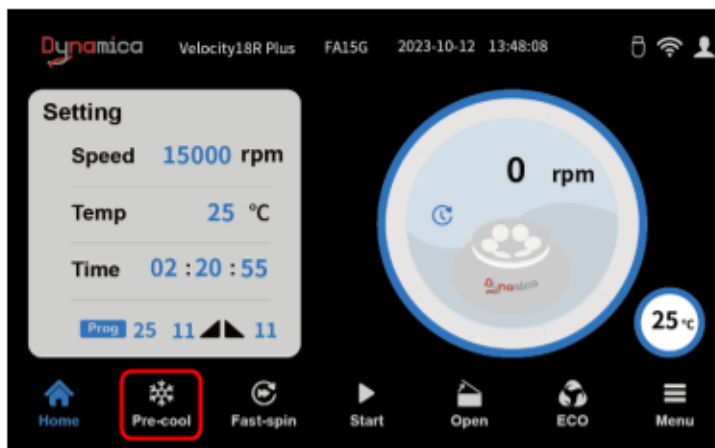 Dynamica Velocity18R Plus FA15G 2023-10-12 13:48:08
Setting
Speed 15000 rpm
Temp 25 °C
Time 02 : 20 : 55
Prog 25 11 11
0 rpm
Dynamica
25 °C
Home Pre-cool Fast-spin Start Open ECO Menu